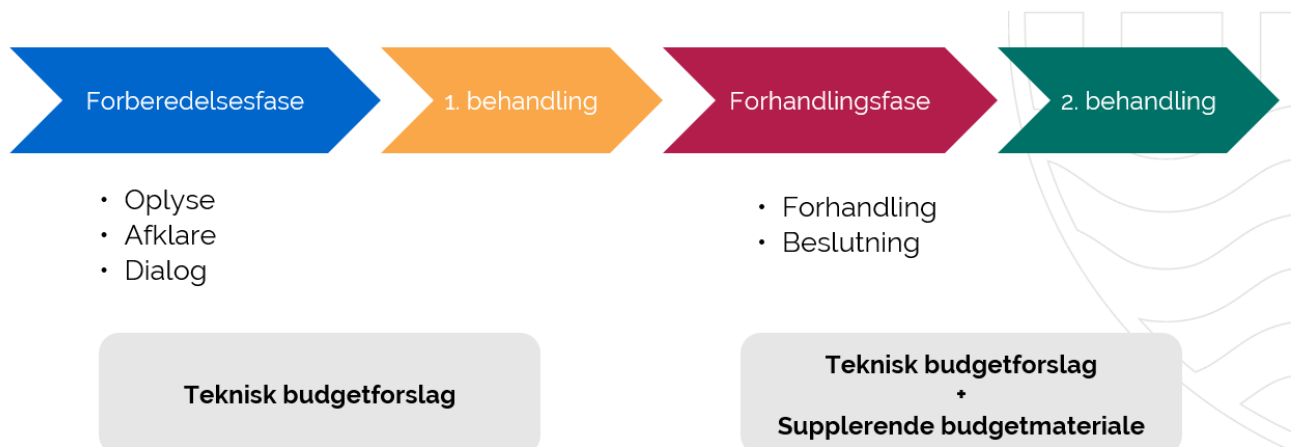 Forberedelsesfase
1. behandling
Forhandlingsfase
2. behandling
• Oplyse
• Afklare
• Dialog
• Forhandling
• Beslutning
Teknisk budgetforslag
Teknisk budgetforslag
+
Supplerende budgetmateriale